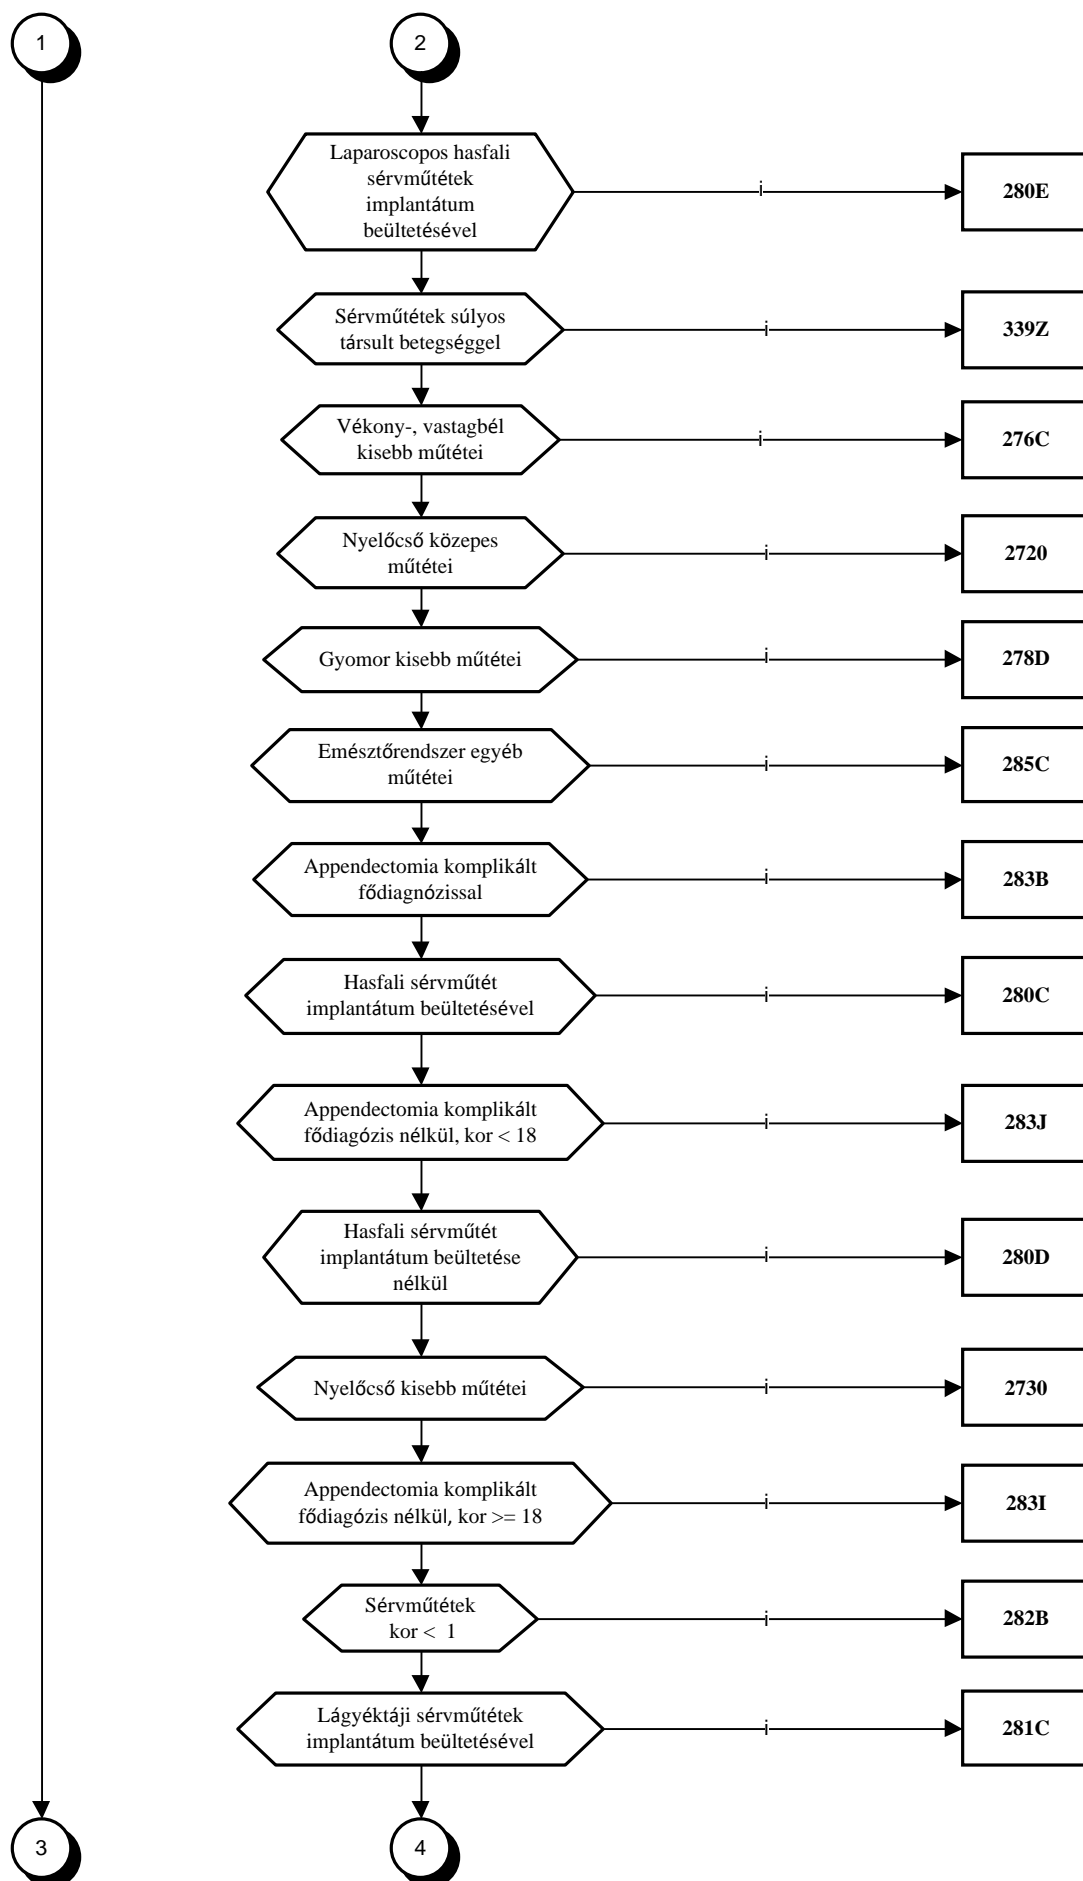 1
2
Laparoscopos hasfali
sérvműtétek
implantátum
beültetésével
i
280E
Sérvműtétek súlyos
társult betegséggel
i
339Z
Vékony-, vastagbél
kisebb műtétei
i
276C
Nyelőcső közepes
műtétei
i
2720
Gyomor kisebb műtétei
i
278D
Emésztőrendszer egyéb
műtétei
i
285C
Appendectomia komplikált
fődiagnózissal
i
283B
Hasfali sérvműtét
implantátum beültetésével
i
280C
Appendectomia komplikált
fődiagózis nélkül, kor < 18
i
283J
Hasfali sérvműtét
implantátum beültetése
nélkül
i
280D
Nyelőcső kisebb műtétei
i
2730
Appendectomia komplikált
fődiagózis nélkül, kor >= 18
i
283I
Sérvműtétek
kor < 1
i
282B
Lágyéktáji sérvműtétek
implantátum beültetésével
i
281C
3
4